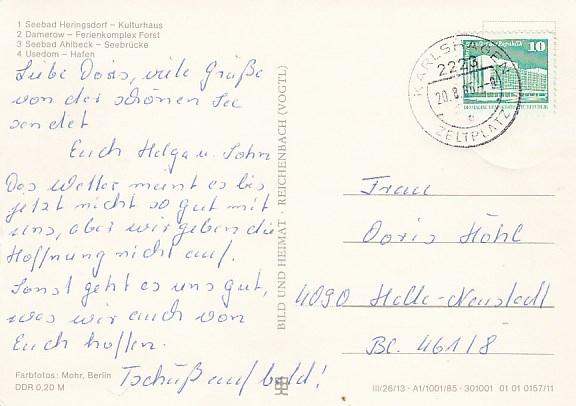 1 Seebad Heringsdorf – Kulturhaus
2 Damerow – Ferienkomplex Forst
3 Seebad Ahlbeck – Seebrücke
4 Usedom – Hafen
Liebe Doris, viele Grüße
von der schönen See
sendet
Euch Helga u. Sohn
Das Wetter meint es bis
jetzt nicht so gut mit
uns, aber wir geben die
Hoffnung nicht auf.
Sonst geht es uns gut,
was wir auch von
Euch hoffen.
Tschüß auf bald!
Farbfotos: Mohr, Berlin
DDR 0,20 M
BILD UND HEIMAT · REICHENBACH (VOGTL)
KARLSHAGEN
2223
ZELTPLATZ
10
DEUTSCHE DEMOKRATISCHE REPUBLIK
Frau
Doris Höhl
4090 Halle-Neustadt
Bl. 461/8
III/26/13 · A1/1001/85 · 301001 01 01 0157/11